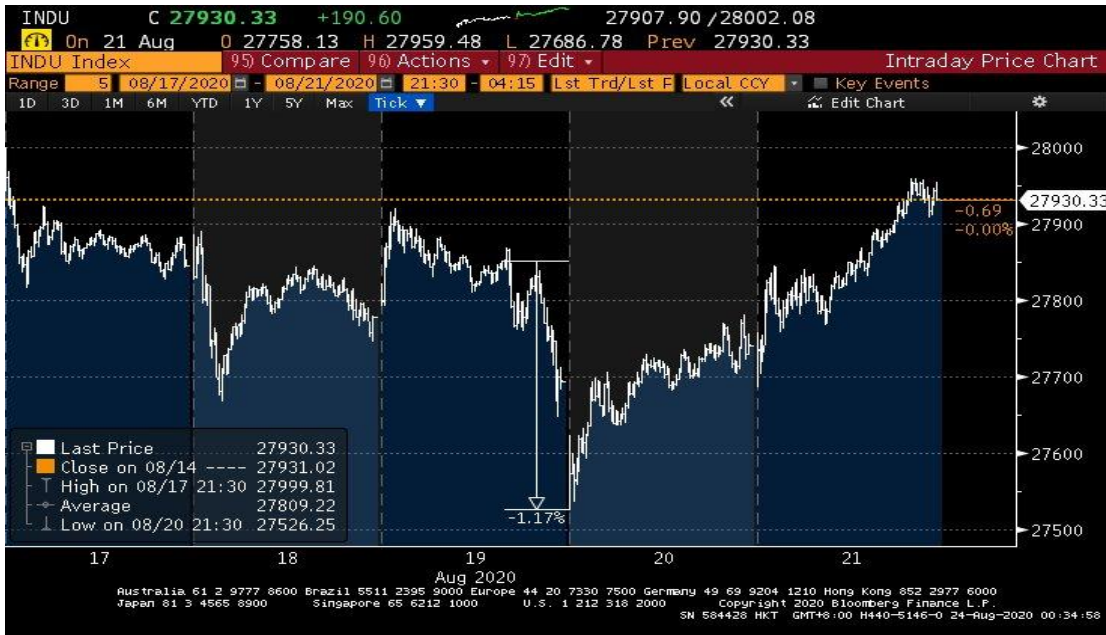 INDU C 27930.33 +190.60 27907.90 /28002.08
On 21 Aug O 27758.13 H 27959.48 L 27686.78 Prev 27930.33
INDU Index 95) Compare 96) Actions 97) Edit Intraday Price Chart
Range 5 08/17/2020 - 08/21/2020 21:30 - 04:15 Lst Trd/Lst P Local CCY Key Events
1D 3D 1M 6M YTD 1Y 5Y Max Tick ▼ « Edit Chart
28000
27930.33
-0.69
27900
-0.00%
27800
27700
27600
27500
-1.17%
Last Price 27930.33
Close on 08/14 ---- 27931.02
High on 08/17 21:30 27999.81
Average 27809.22
Low on 08/20 21:30 27526.25
17 18 19 20 21
Aug 2020
Australia 61 2 9777 8600 Brazil 5511 2395 9000 Europe 44 20 7330 7500 Germany 49 69 9204 1210 Hong Kong 852 2977 6000
Japan 81 3 4565 8900 Singapore 65 6212 1000 U.S. 1 212 318 2000 Copyright 2020 Bloomberg Finance L.P.
SN 584428 HKT GMT+8:00 H440-5146-0 24-Aug-2020 00:34:58